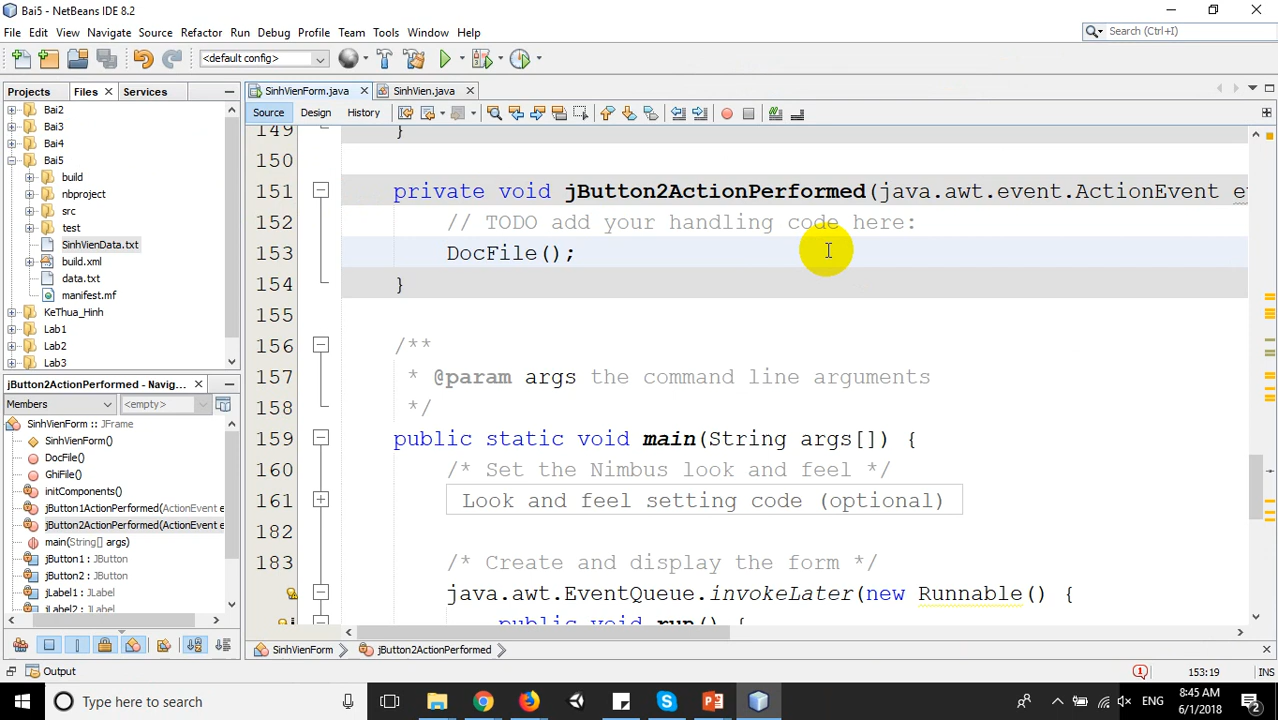 Bai5 - NetBeans IDE 8.2
File Edit View Navigate Source Refactor Run Debug Profile Team Tools Window Help
Search (Ctrl+I)
<default config>
Projects Files Services
SinhVienForm.java SinhVien.java
Source Design History
Bai2
Bai3
Bai4
Bai5
build
nbproject
src
test
SinhVienData.txt
build.xml
data.txt
manifest.mf
KeThua_Hinh
Lab1
Lab2
Lab3
149 }
150
151 private void jButton2ActionPerformed(java.awt.event.ActionEvent e
152 // TODO add your handling code here:
153 DocFile();
154 }
155
156 /**
157 * @param args the command line arguments
158 */
159 public static void main(String args[]) {
160 /* Set the Nimbus look and feel */
161 Look and feel setting code (optional)
182
183 /* Create and display the form */
java.awt.EventQueue.invokeLater(new Runnable() {
public void run() {
jButton2ActionPerformed - Navig...
Members <empty>
SinhVienForm :: JFrame
SinhVienForm()
DocFile()
GhiFile()
initComponents()
jButton1ActionPerformed(ActionEvent e
jButton2ActionPerformed(ActionEvent e
main(String[] args)
jButton1 : JButton
jButton2 : JButton
jLabel1 : JLabel
jLabel2 : JLabel
SinhVienForm jButton2ActionPerformed
Output
1
153:19
Type here to search
ENG
8:45 AM
6/1/2018
2